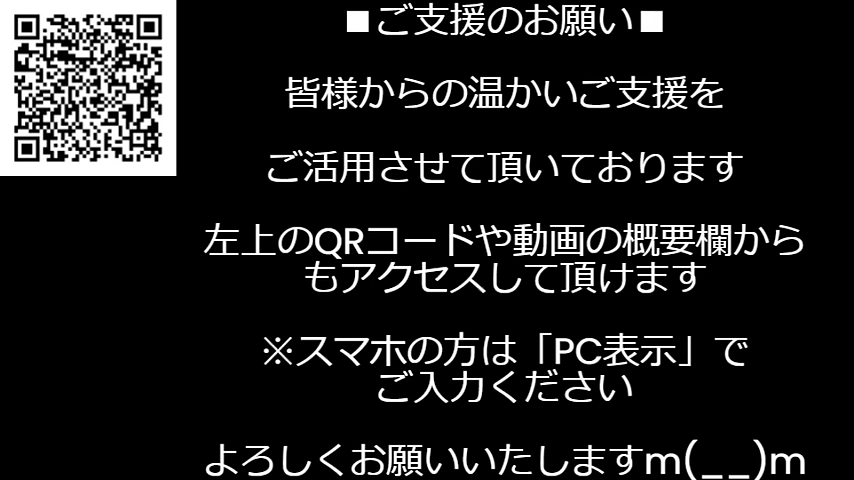 ■ご支援のお願い■
皆様からの温かいご支援を
ご活用させて頂いております
左上のQRコードや動画の概要欄から
もアクセスして頂けます
※スマホの方は「PC表示」で
ご入力ください
よろしくお願いいたしますm(__)m